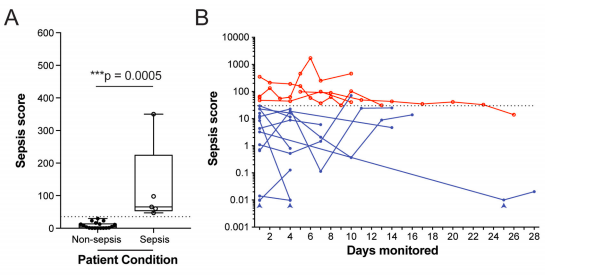 A
Sepsis score
600
500
400
300
200
100
0
***p = 0.0005
Non-sepsis Sepsis
Patient Condition
B
Sepsis score
10000
1000
100
10
1
0.1
0.01
0.001
2 4 6 8 10 12 14 16 18 20 22 24 26 28
Days monitored